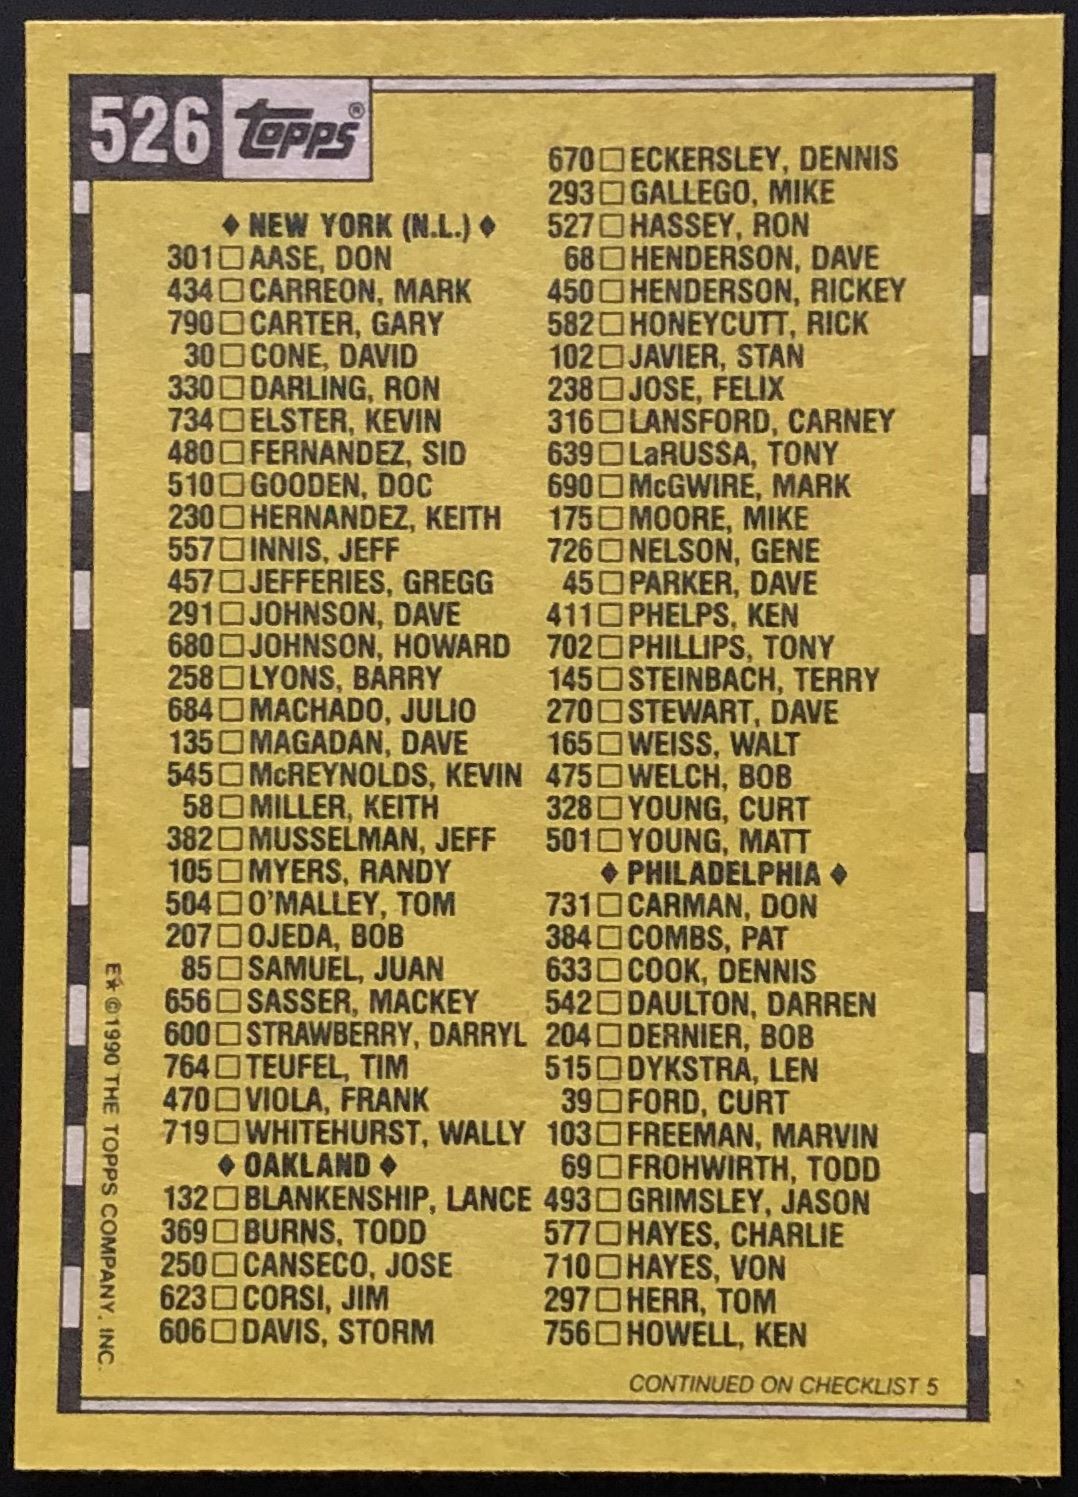 526 Topps®
♦ NEW YORK (N.L.) ♦
301 □ AASE, DON
434 □ CARREON, MARK
790 □ CARTER, GARY
30 □ CONE, DAVID
330 □ DARLING, RON
734 □ ELSTER, KEVIN
480 □ FERNANDEZ, SID
510 □ GOODEN, DOC
230 □ HERNANDEZ, KEITH
557 □ INNIS, JEFF
457 □ JEFFERIES, GREGG
291 □ JOHNSON, DAVE
680 □ JOHNSON, HOWARD
258 □ LYONS, BARRY
684 □ MACHADO, JULIO
135 □ MAGADAN, DAVE
545 □ McREYNOLDS, KEVIN
58 □ MILLER, KEITH
382 □ MUSSELMAN, JEFF
105 □ MYERS, RANDY
504 □ O'MALLEY, TOM
207 □ OJEDA, BOB
85 □ SAMUEL, JUAN
656 □ SASSER, MACKEY
600 □ STRAWBERRY, DARRYL
764 □ TEUFEL, TIM
470 □ VIOLA, FRANK
719 □ WHITEHURST, WALLY
♦ OAKLAND ♦
132 □ BLANKENSHIP, LANCE
369 □ BURNS, TODD
250 □ CANSECO, JOSE
623 □ CORSI, JIM
606 □ DAVIS, STORM
670 □ ECKERSLEY, DENNIS
293 □ GALLEGO, MIKE
527 □ HASSEY, RON
68 □ HENDERSON, DAVE
450 □ HENDERSON, RICKEY
582 □ HONEYCUTT, RICK
102 □ JAVIER, STAN
238 □ JOSE, FELIX
316 □ LANSFORD, CARNEY
639 □ LaRUSSA, TONY
690 □ McGWIRE, MARK
175 □ MOORE, MIKE
726 □ NELSON, GENE
45 □ PARKER, DAVE
411 □ PHELPS, KEN
702 □ PHILLIPS, TONY
145 □ STEINBACH, TERRY
270 □ STEWART, DAVE
165 □ WEISS, WALT
475 □ WELCH, BOB
328 □ YOUNG, CURT
501 □ YOUNG, MATT
♦ PHILADELPHIA ♦
731 □ CARMAN, DON
384 □ COMBS, PAT
633 □ COOK, DENNIS
542 □ DAULTON, DARREN
204 □ DERNIER, BOB
515 □ DYKSTRA, LEN
39 □ FORD, CURT
103 □ FREEMAN, MARVIN
69 □ FROHWIRTH, TODD
493 □ GRIMSLEY, JASON
577 □ HAYES, CHARLIE
710 □ HAYES, VON
297 □ HERR, TOM
756 □ HOWELL, KEN
CONTINUED ON CHECKLIST 5
E☆ ©1990 THE TOPPS COMPANY, INC.